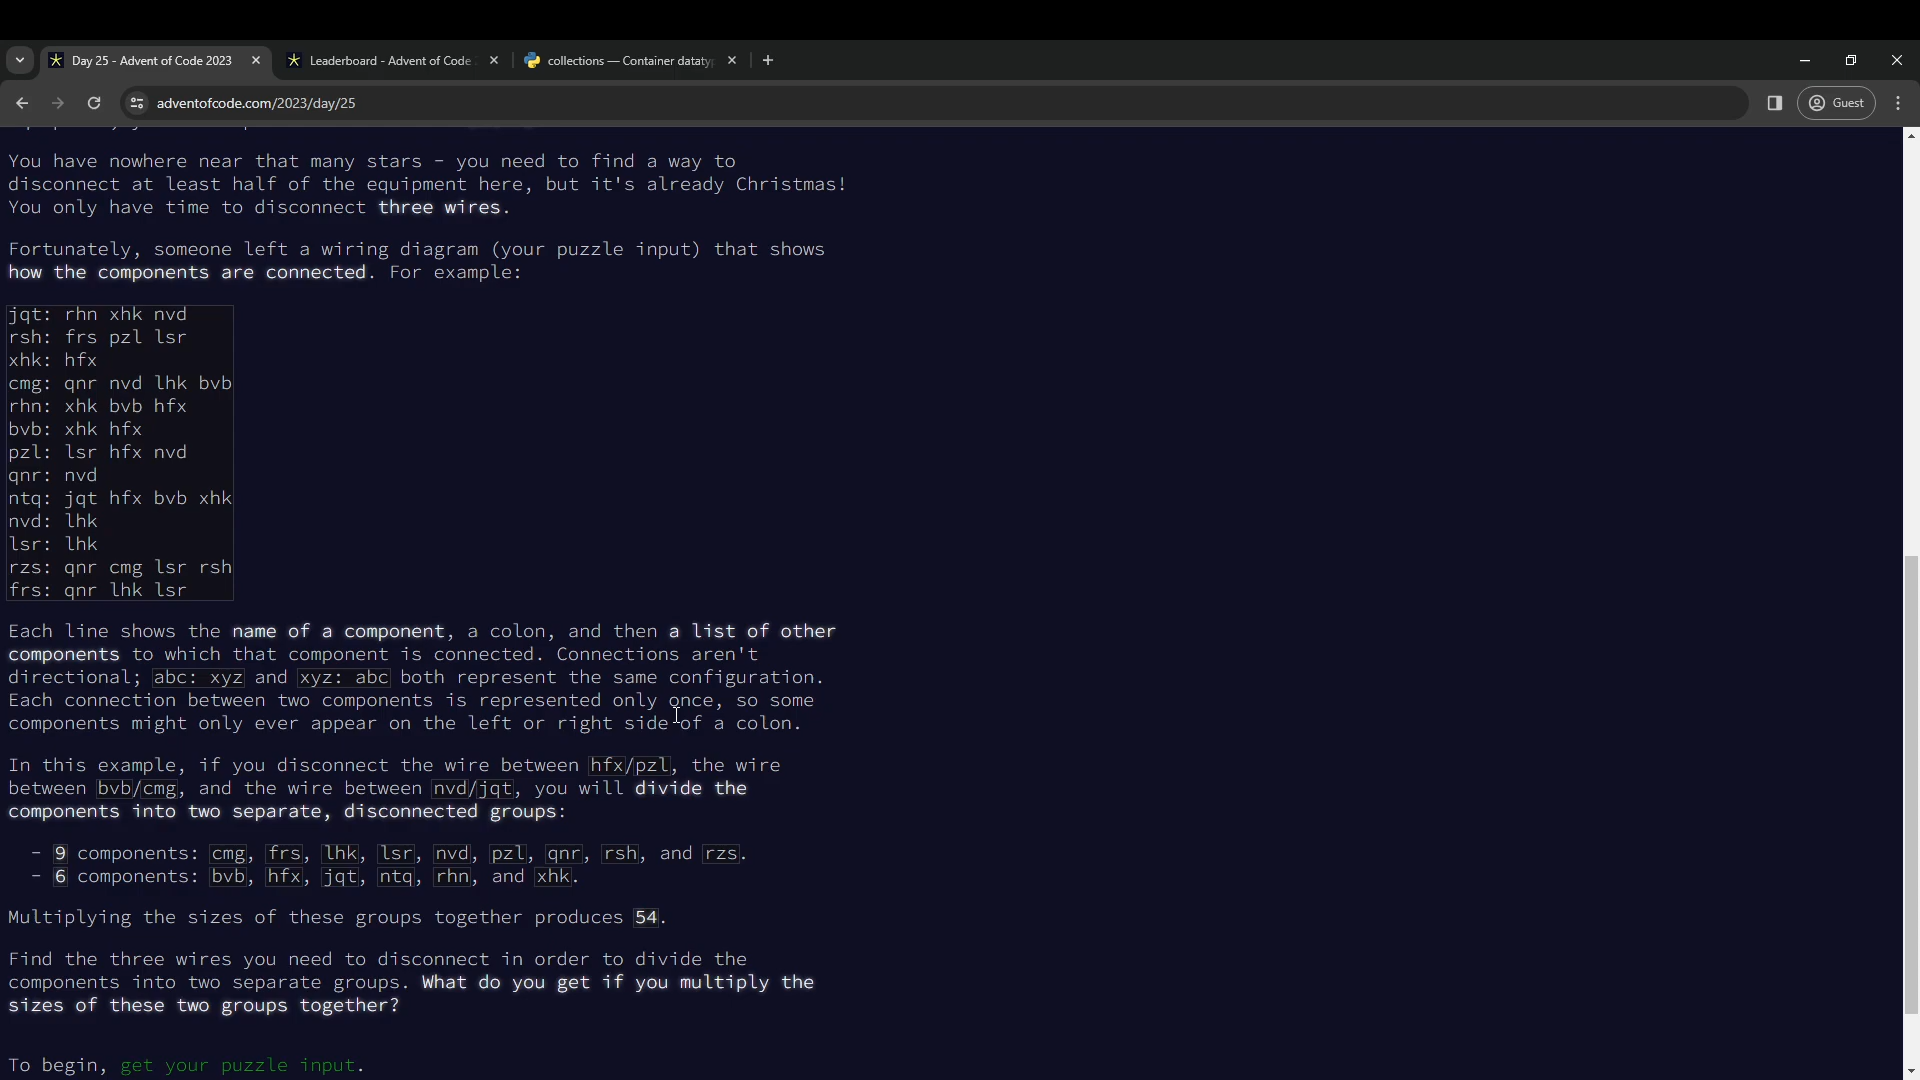 Day 25 - Advent of Code 2023
Leaderboard - Advent of Code
collections — Container dataty
adventofcode.com/2023/day/25
Guest
You have nowhere near that many stars - you need to find a way to
disconnect at least half of the equipment here, but it's already Christmas!
You only have time to disconnect three wires.
Fortunately, someone left a wiring diagram (your puzzle input) that shows
how the components are connected. For example:
jqt: rhn xhk nvd
rsh: frs pzl lsr
xhk: hfx
cmg: qnr nvd lhk bvb
rhn: xhk bvb hfx
bvb: xhk hfx
pzl: lsr hfx nvd
qnr: nvd
ntq: jqt hfx bvb xhk
nvd: lhk
lsr: lhk
rzs: qnr cmg lsr rsh
frs: qnr lhk lsr
Each line shows the name of a component, a colon, and then a list of other
components to which that component is connected. Connections aren't
directional; abc: xyz and xyz: abc both represent the same configuration.
Each connection between two components is represented only once, so some
components might only ever appear on the left or right side of a colon.
In this example, if you disconnect the wire between hfx/pzl, the wire
between bvb/cmg, and the wire between nvd/jqt, you will divide the
components into two separate, disconnected groups:
- 9 components: cmg, frs, lhk, lsr, nvd, pzl, qnr, rsh, and rzs.
- 6 components: bvb, hfx, jqt, ntq, rhn, and xhk.
Multiplying the sizes of these groups together produces 54.
Find the three wires you need to disconnect in order to divide the
components into two separate groups. What do you get if you multiply the
sizes of these two groups together?
To begin, get your puzzle input.